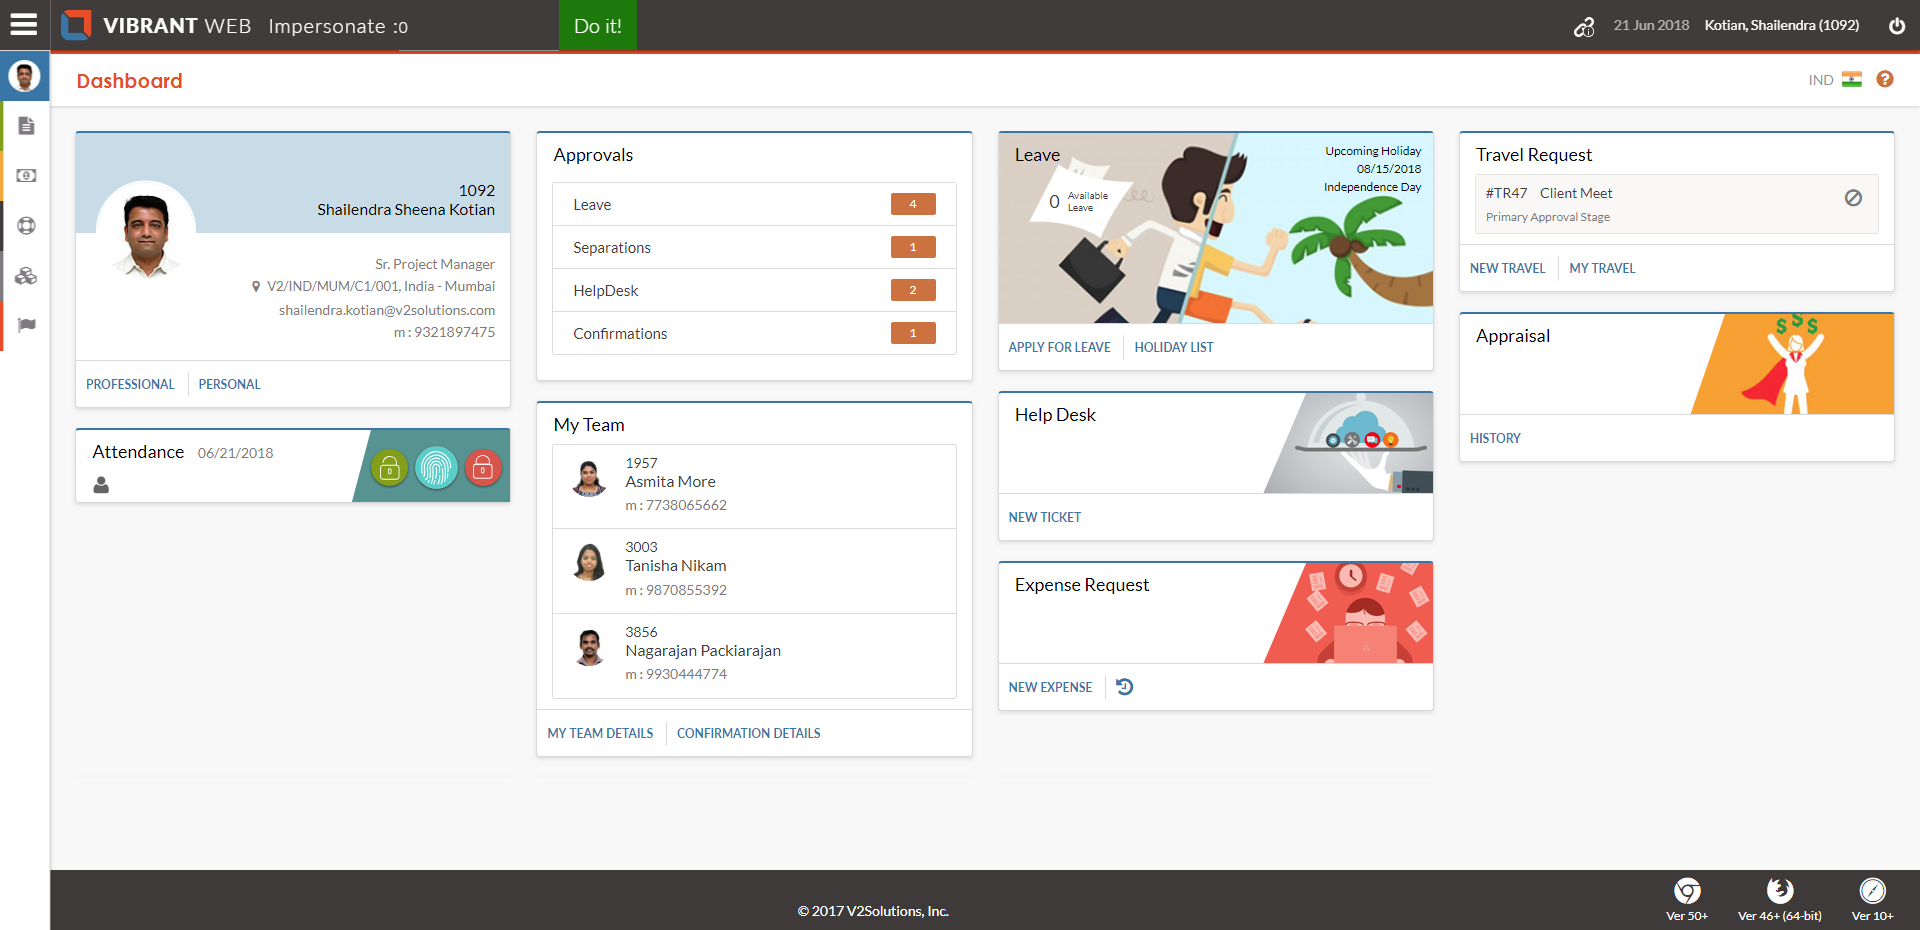 VIBRANT WEB
Impersonate :0
Do it!
21 Jun 2018
Kotian, Shailendra (1092)
Dashboard
IND
1092
Shailendra Sheena Kotian
Sr. Project Manager
V2/IND/MUM/C1/001, India - Mumbai
shailendra.kotian@v2solutions.com
m : 9321897475
PROFESSIONAL
PERSONAL
Attendance 06/21/2018
Approvals
Leave 4
Separations 1
HelpDesk 2
Confirmations 1
My Team
1957
Asmita More
m : 7738065662
3003
Tanisha Nikam
m : 9870855392
3856
Nagarajan Packiarajan
m : 9930444774
MY TEAM DETAILS
CONFIRMATION DETAILS
Leave
0 Available
Leave
Upcoming Holiday
08/15/2018
Independence Day
APPLY FOR LEAVE
HOLIDAY LIST
Help Desk
NEW TICKET
Expense Request
NEW EXPENSE
Travel Request
#TR47 Client Meet
Primary Approval Stage
NEW TRAVEL
MY TRAVEL
Appraisal
$ $ $
HISTORY
© 2017 V2Solutions, Inc.
Ver 50+
Ver 46+ (64-bit)
Ver 10+